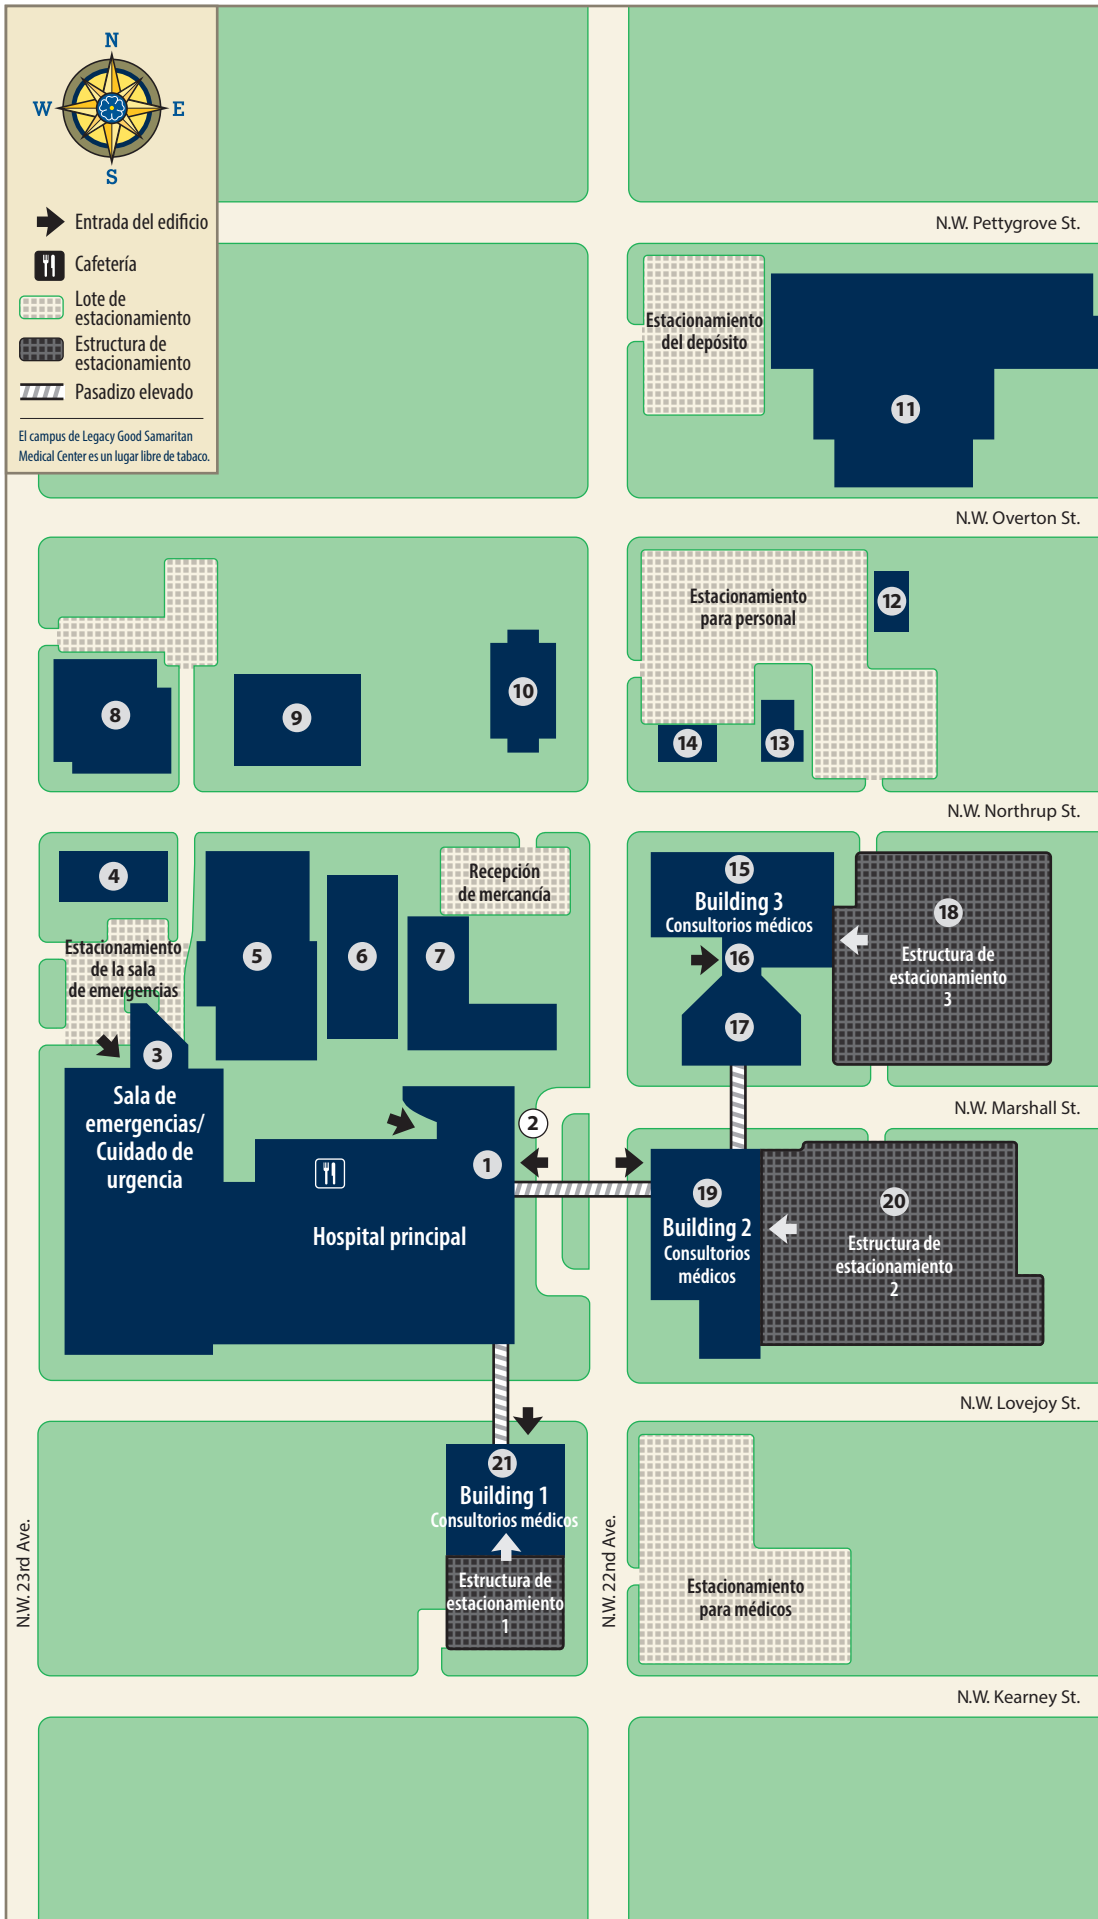 N
W
E
S
Entrada del edificio
Cafetería
Lote de
estacionamiento
Estructura de
estacionamiento
Pasadizo elevado
El campus de Legacy Good Samaritan
Medical Center es un lugar libre de tabaco.
N.W. Pettygrove St.
Estacionamiento
del depósito
11
N.W. Overton St.
8
9
10
Estacionamiento
para personal
12
14
13
N.W. Northrup St.
4
Estacionamiento
de la sala
de emergencias
3
Sala de
emergencias/
Cuidado de
urgencia
5
6
7
Recepción
de mercancía
2
1
Hospital principal
15
Building 3
Consultorios médicos
16
17
18
Estructura de
estacionamiento
3
N.W. Marshall St.
19
Building 2
Consultorios
médicos
20
Estructura de
estacionamiento
2
N.W. Lovejoy St.
21
Building 1
Consultorios médicos
Estructura de
estacionamiento
1
N.W. 23rd Ave.
N.W. 22nd Ave.
Estacionamiento
para médicos
N.W. Kearney St.